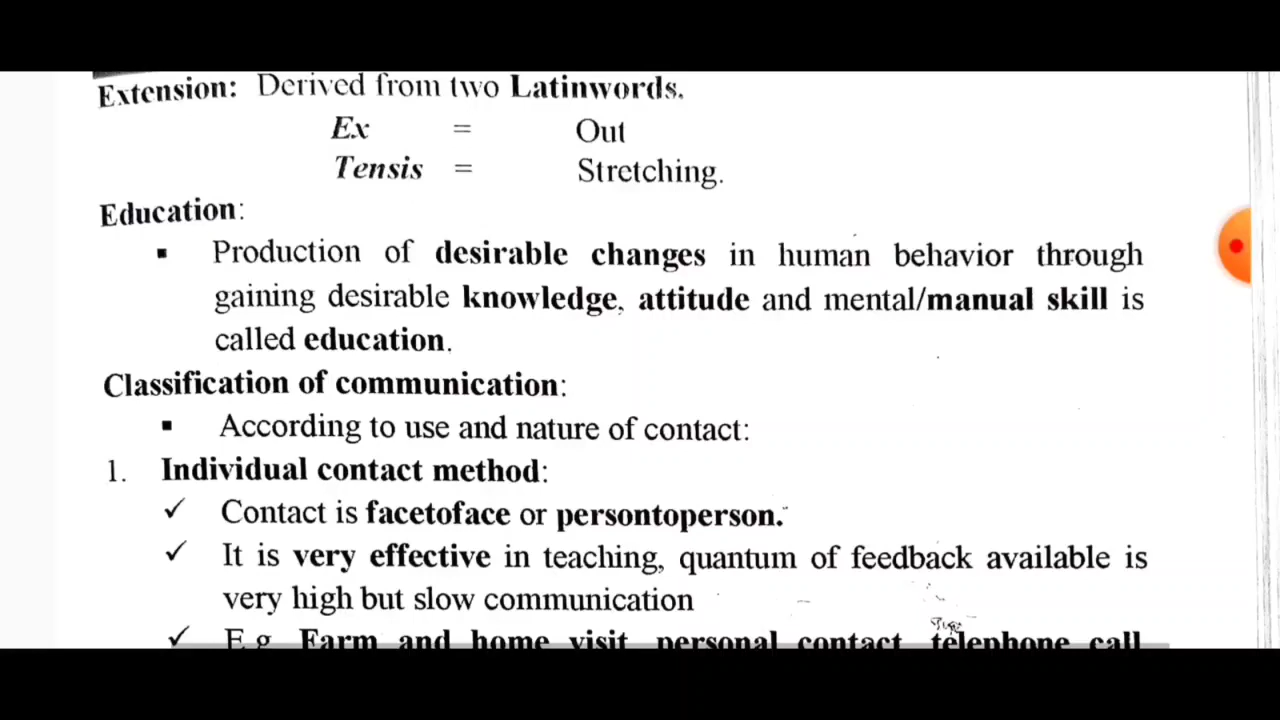 Extension: Derived from two Latinwords.
Ex = Out
Tensis = Stretching.
Education:
▪ Production of desirable changes in human behavior through
gaining desirable knowledge, attitude and mental/manual skill is
called education.
Classification of communication:
▪ According to use and nature of contact:
1. Individual contact method:
✓ Contact is facetoface or persontoperson.
✓ It is very effective in teaching, quantum of feedback available is
very high but slow communication
✓ E.g. Farm and home visit, personal contact, telephone call,